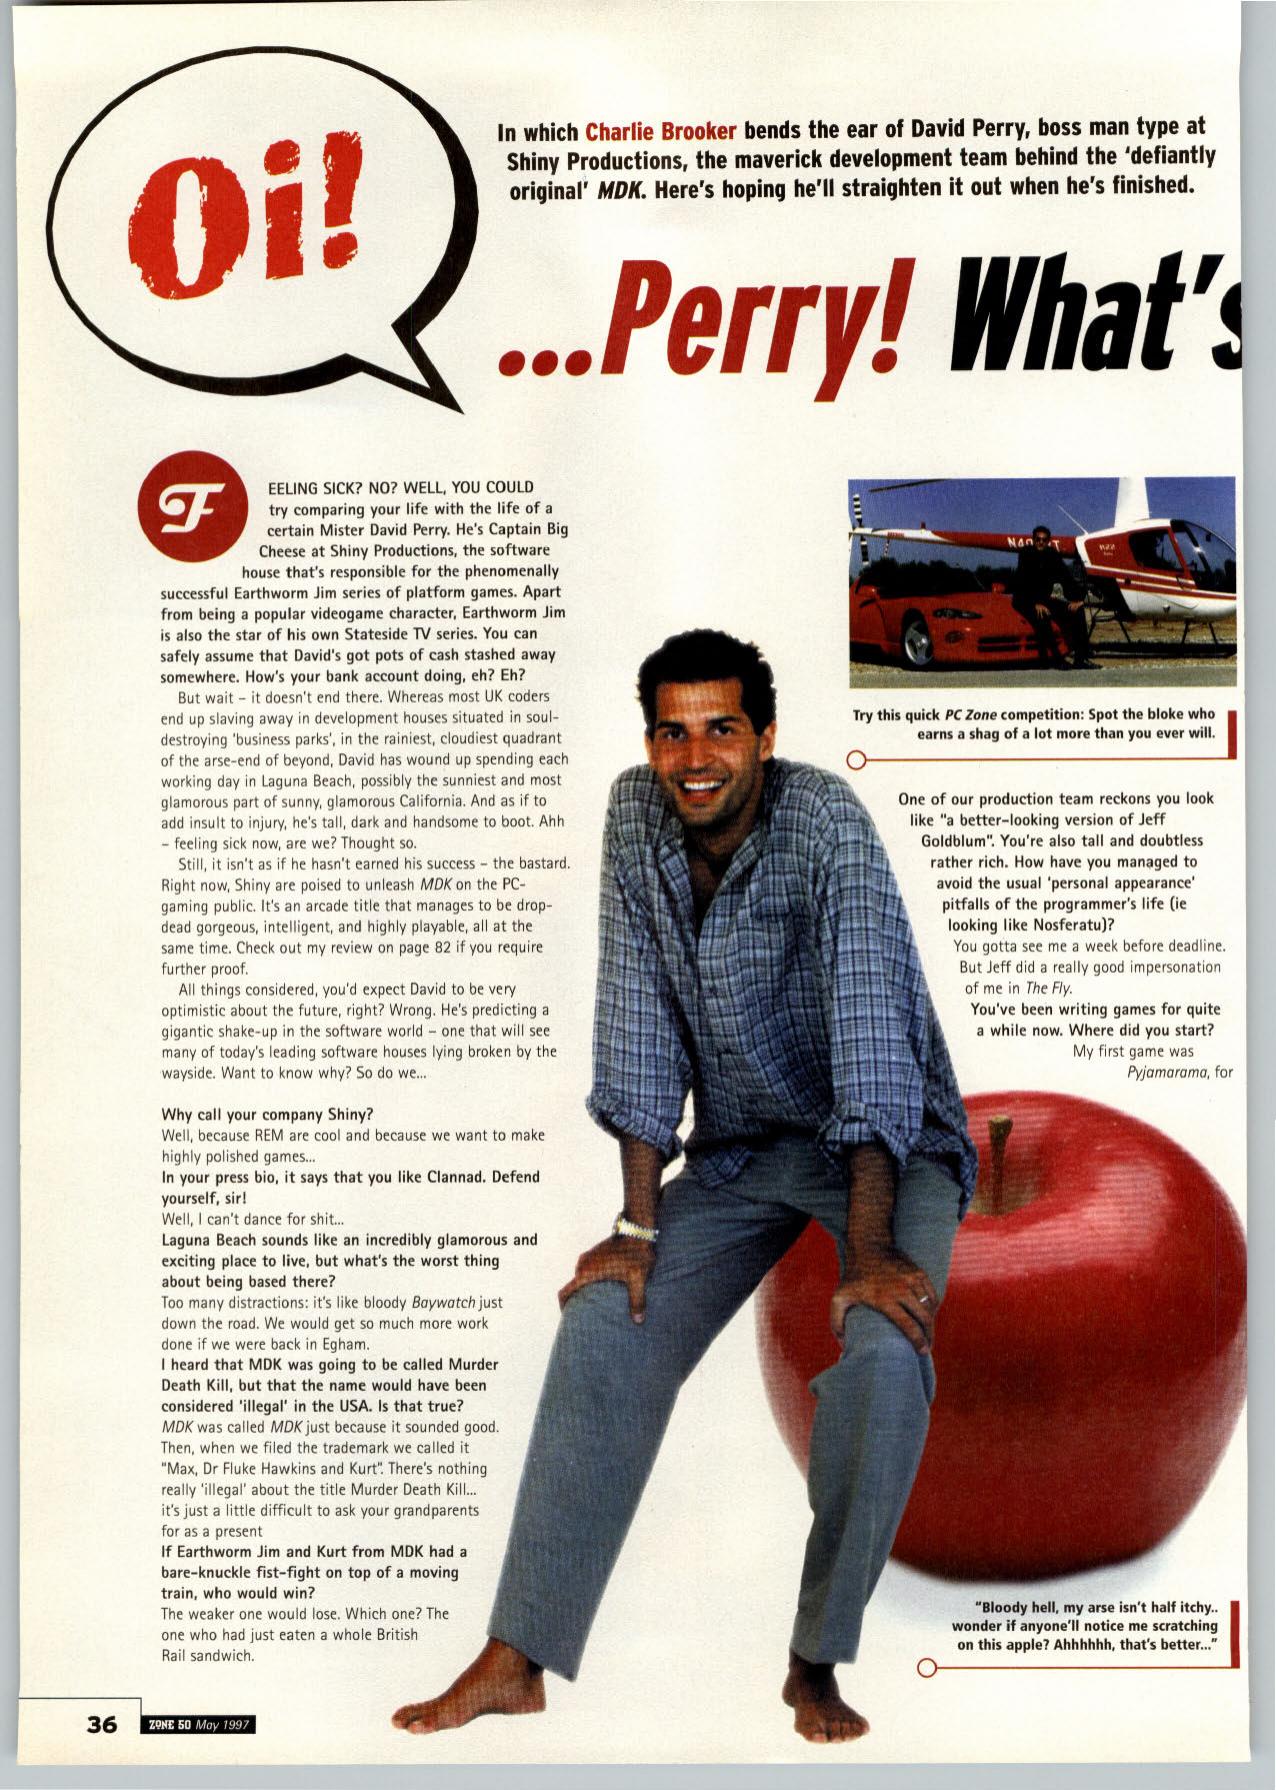 Oi!
In which Charlie Brooker bends the ear of David Perry, boss man type at
Shiny Productions, the maverick development team behind the 'defiantly
original' MDK. Here's hoping he'll straighten it out when he's finished.
...Perry! What's
FEELING SICK? NO? WELL, YOU COULD
try comparing your life with the life of a
certain Mister David Perry. He's Captain Big
Cheese at Shiny Productions, the software
house that's responsible for the phenomenally
successful Earthworm Jim series of platform games. Apart
from being a popular videogame character, Earthworm Jim
is also the star of his own Stateside TV series. You can
safely assume that David's got pots of cash stashed away
somewhere. How's your bank account doing, eh? Eh?
But wait – it doesn't end there. Whereas most UK coders
end up slaving away in development houses situated in soul-
destroying 'business parks', in the rainiest, cloudiest quadrant
of the arse-end of beyond, David has wound up spending each
working day in Laguna Beach, possibly the sunniest and most
glamorous part of sunny, glamorous California. And as if to
add insult to injury, he's tall, dark and handsome to boot. Ahh
– feeling sick now, are we? Thought so.
Still, it isn't as if he hasn't earned his success – the bastard.
Right now, Shiny are poised to unleash MDK on the PC-
gaming public. It's an arcade title that manages to be drop-
dead gorgeous, intelligent, and highly playable, all at the
same time. Check out my review on page 82 if you require
further proof.
All things considered, you'd expect David to be very
optimistic about the future, right? Wrong. He's predicting a
gigantic shake-up in the software world – one that will see
many of today's leading software houses lying broken by the
wayside. Want to know why? So do we...
Why call your company Shiny?
Well, because REM are cool and because we want to make
highly polished games...
In your press bio, it says that you like Clannad. Defend
yourself, sir!
Well, I can't dance for shit...
Laguna Beach sounds like an incredibly glamorous and
exciting place to live, but what's the worst thing
about being based there?
Too many distractions: it's like bloody Baywatch just
down the road. We would get so much more work
done if we were back in Egham.
I heard that MDK was going to be called Murder
Death Kill, but that the name would have been
considered 'illegal' in the USA. Is that true?
MDK was called MDK just because it sounded good.
Then, when we filed the trademark we called it
"Max, Dr Fluke Hawkins and Kurt". There's nothing
really 'illegal' about the title Murder Death Kill...
it's just a little difficult to ask your grandparents
for as a present
If Earthworm Jim and Kurt from MDK had a
bare-knuckle fist-fight on top of a moving
train, who would win?
The weaker one would lose. Which one? The
one who had just eaten a whole British
Rail sandwich.
Try this quick PC Zone competition: Spot the bloke who
earns a shag of a lot more than you ever will.
One of our production team reckons you look
like "a better-looking version of Jeff
Goldblum". You're also tall and doubtless
rather rich. How have you managed to
avoid the usual 'personal appearance'
pitfalls of the programmer's life (ie
looking like Nosferatu)?
You gotta see me a week before deadline.
But Jeff did a really good impersonation
of me in The Fly.
You've been writing games for quite
a while now. Where did you start?
My first game was
Pyjamarama, for
"Bloody hell, my arse isn't half itchy..
wonder if anyone'll notice me scratching
on this apple? Ahhhhhh, that's better..."
36
ZONE 50 May 1997